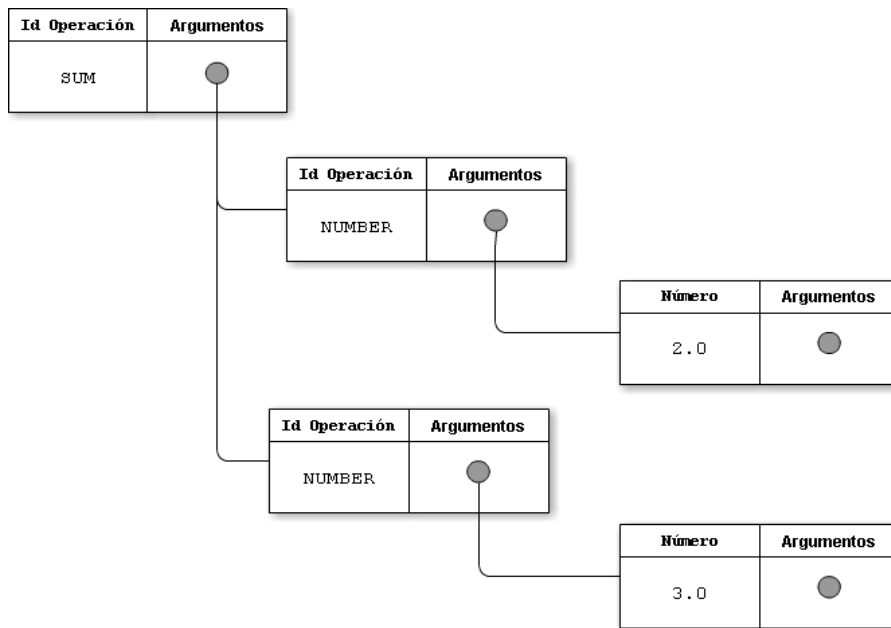 Id Operación Argumentos
SUM
Id Operación Argumentos
NUMBER
Número Argumentos
2.0
Id Operación Argumentos
NUMBER
Número Argumentos
3.0